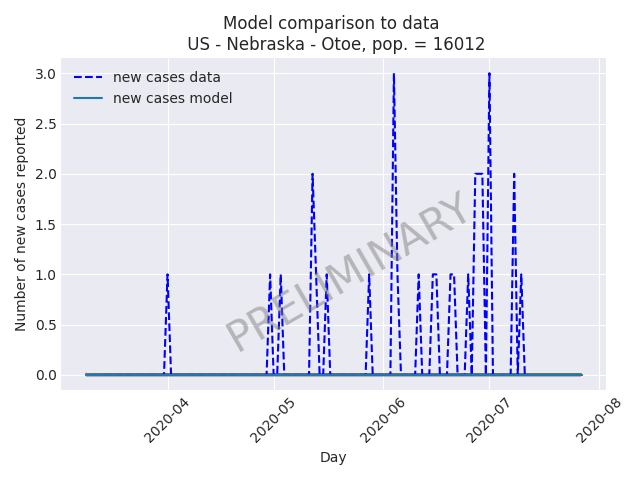 Model comparison to data
US - Nebraska - Otoe, pop. = 16012
new cases data
new cases model
Number of new cases reported
3.0
2.5
2.0
1.5
1.0
0.5
0.0
PRELIMINARY
2020-04
2020-05
2020-06
2020-07
2020-08
Day